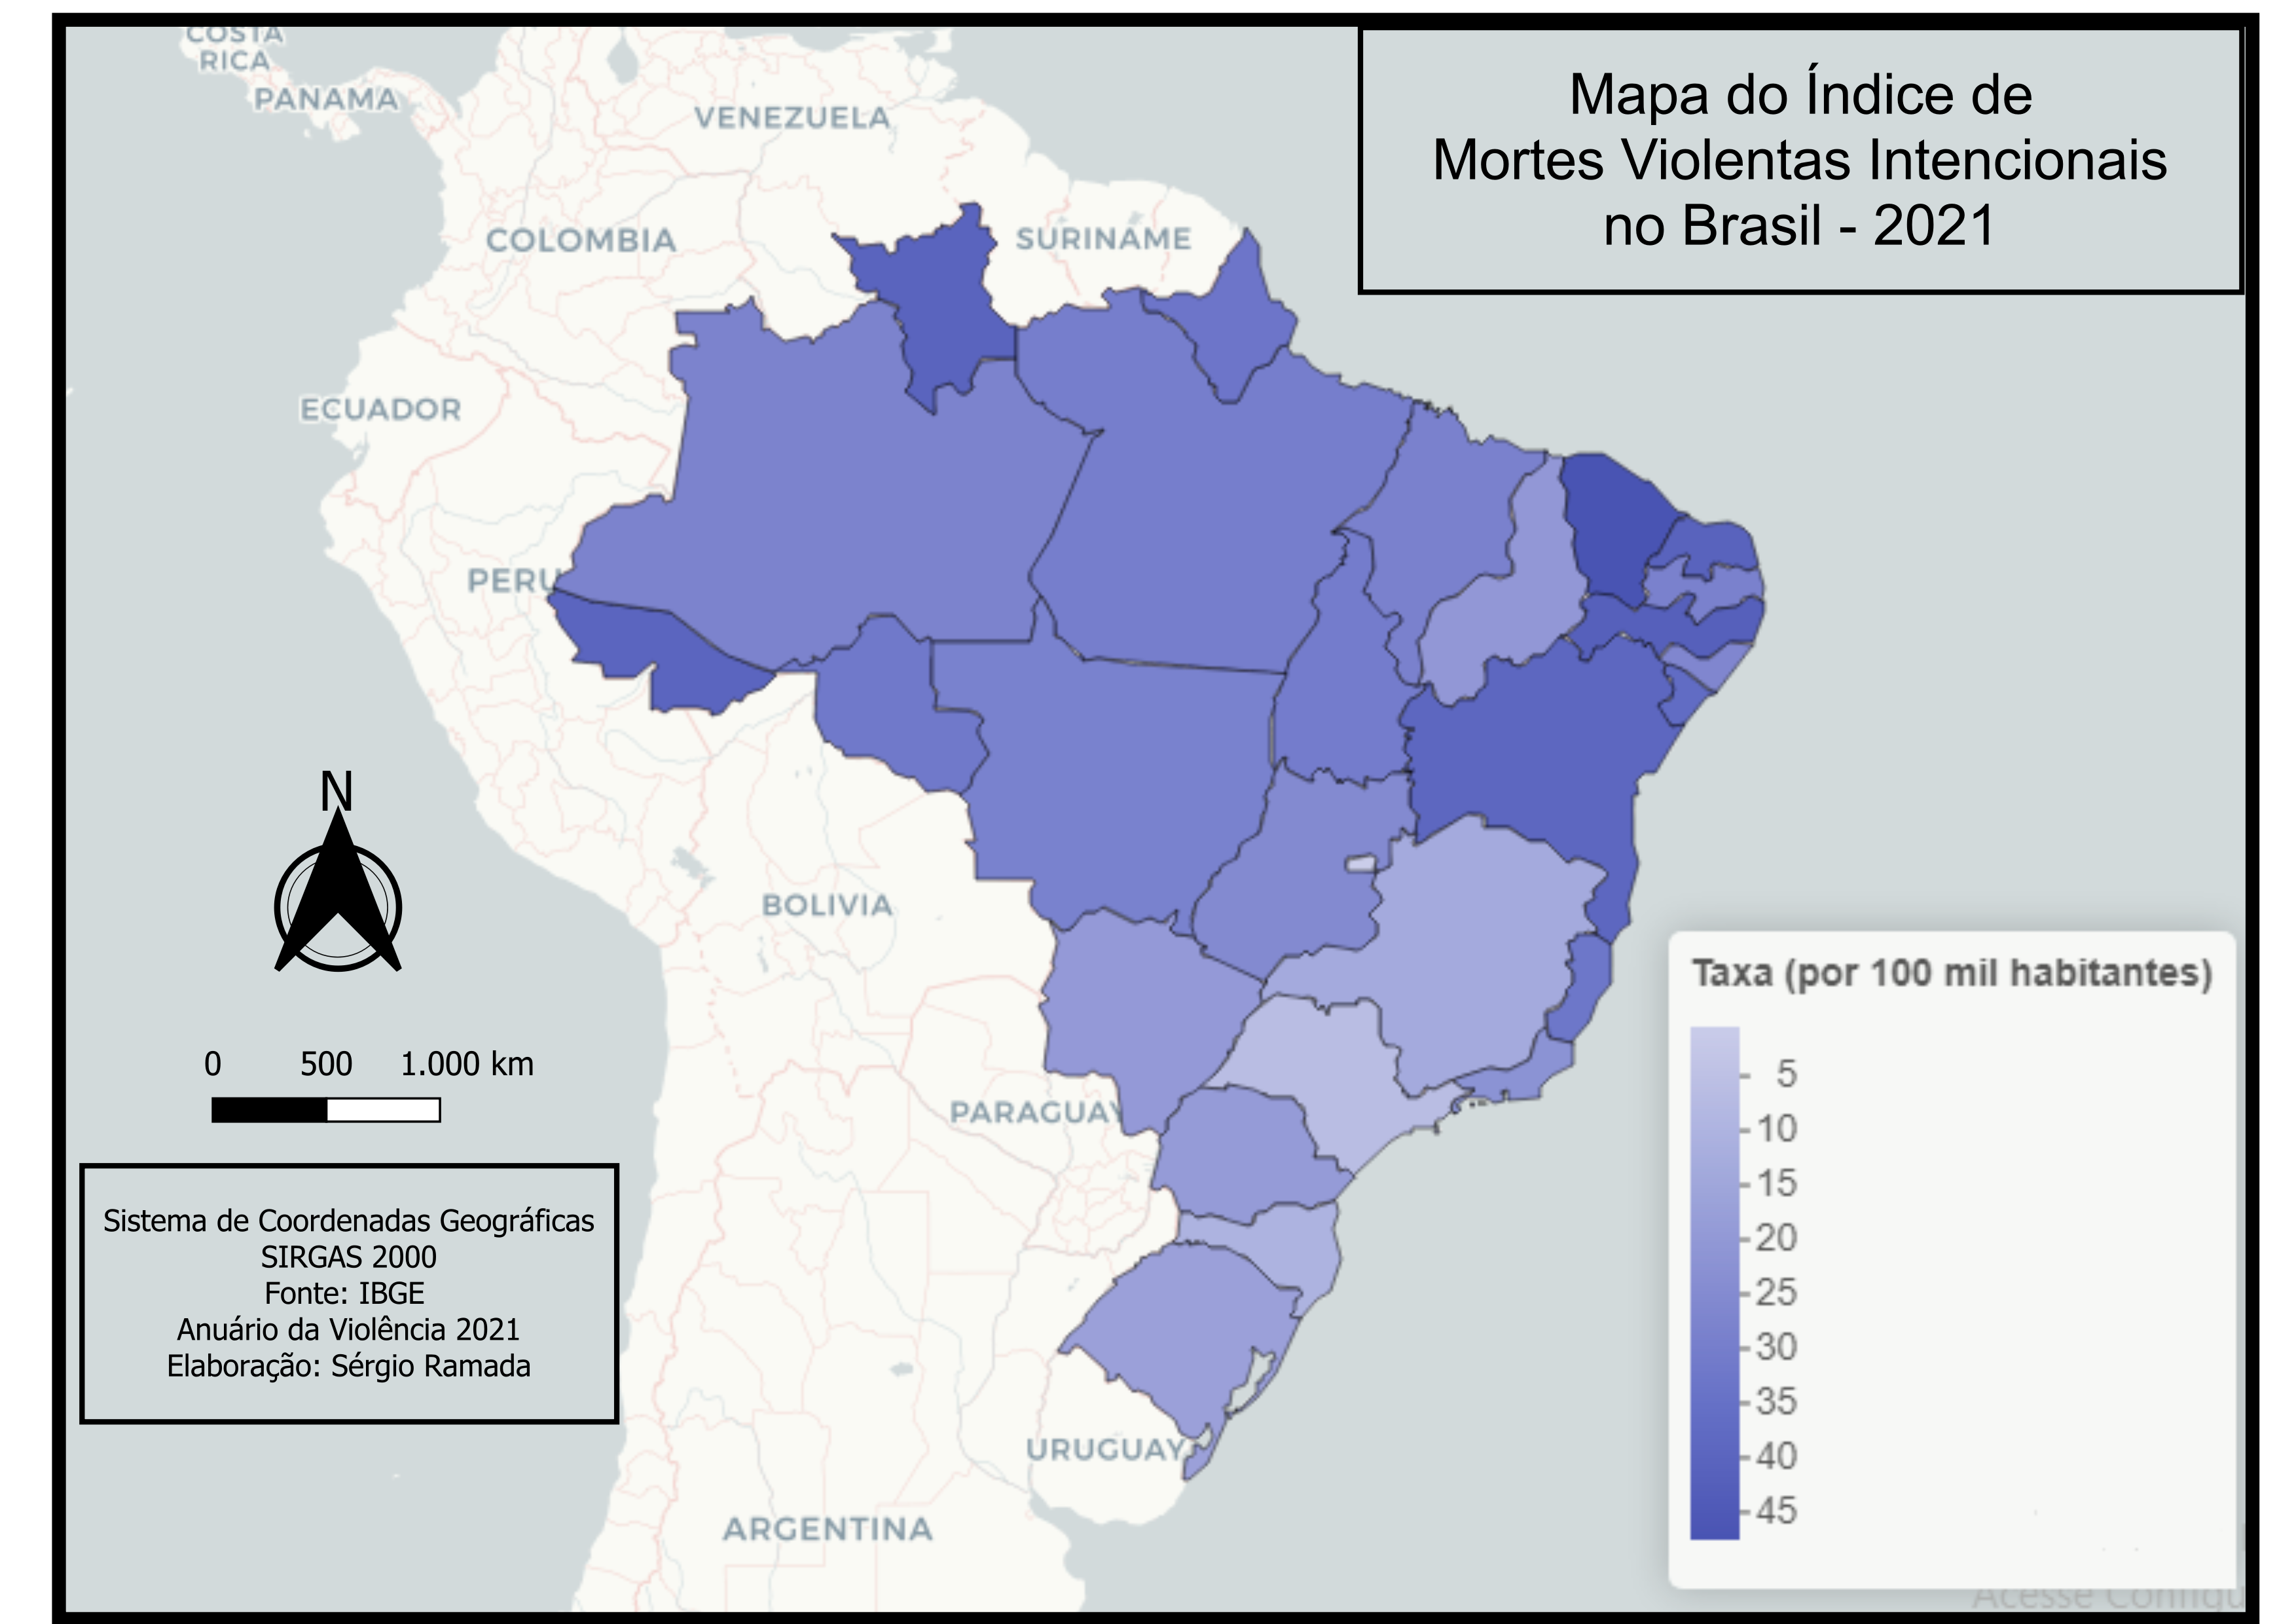 COSTA
RICA
PANAMA
VENEZUELA
COLOMBIA
SURINAME
ECUADOR
PERU
BOLIVIA
PARAGUAY
URUGUAY
ARGENTINA
Mapa do Índice de
Mortes Violentas Intencionais
no Brasil - 2021
N
0 500 1.000 km
Sistema de Coordenadas Geográficas
SIRGAS 2000
Fonte: IBGE
Anuário da Violência 2021
Elaboração: Sérgio Ramada
Taxa (por 100 mil habitantes)
5
10
15
20
25
30
35
40
45
Acesse Configu